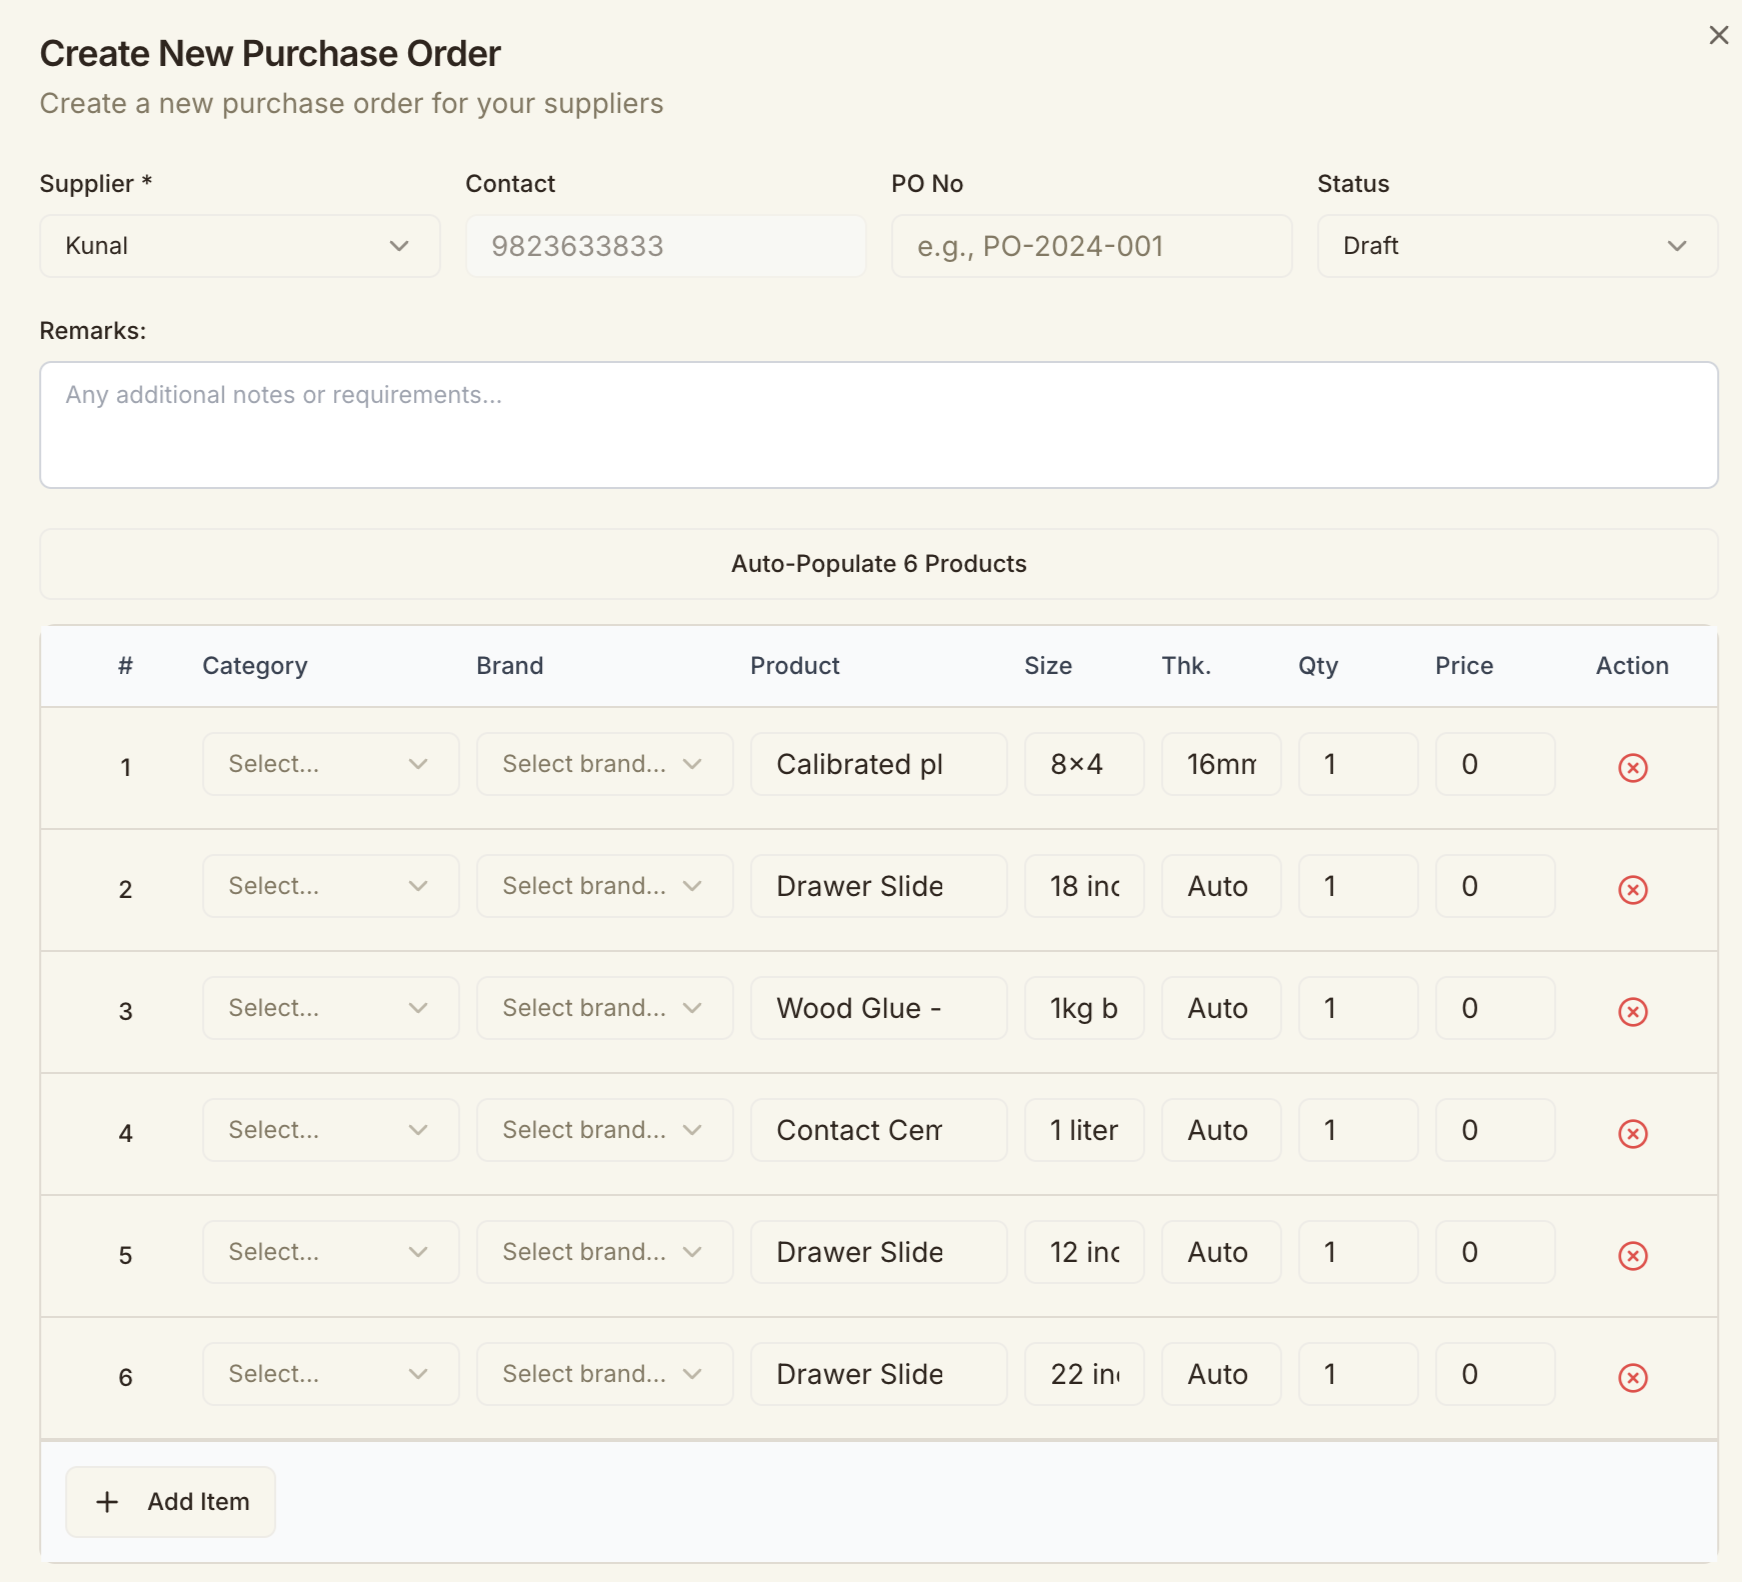 Create New Purchase Order
Create a new purchase order for your suppliers
Supplier * Contact PO No Status
Kunal 9823633833 e.g., PO-2024-001 Draft
Remarks:
Any additional notes or requirements...
Auto-Populate 6 Products
# Category Brand Product Size Thk. Qty Price Action
1 Select... Select brand... Calibrated pl 8×4 16mm 1 0
2 Select... Select brand... Drawer Slide 18 inc Auto 1 0
3 Select... Select brand... Wood Glue - 1kg b Auto 1 0
4 Select... Select brand... Contact Cem 1 liter Auto 1 0
5 Select... Select brand... Drawer Slide 12 inc Auto 1 0
6 Select... Select brand... Drawer Slide 22 in Auto 1 0
+ Add Item